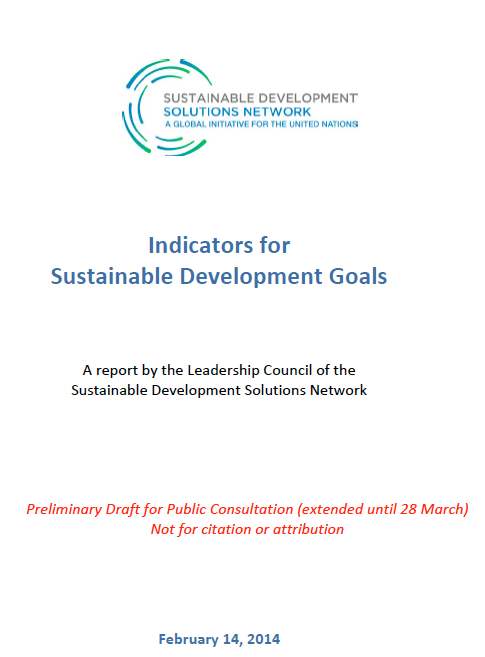 SUSTAINABLE DEVELOPMENT
SOLUTIONS NETWORK
A GLOBAL INITIATIVE FOR THE UNITED NATIONS
Indicators for
Sustainable Development Goals
A report by the Leadership Council of the
Sustainable Development Solutions Network
Preliminary Draft for Public Consultation (extended until 28 March)
Not for citation or attribution
February 14, 2014